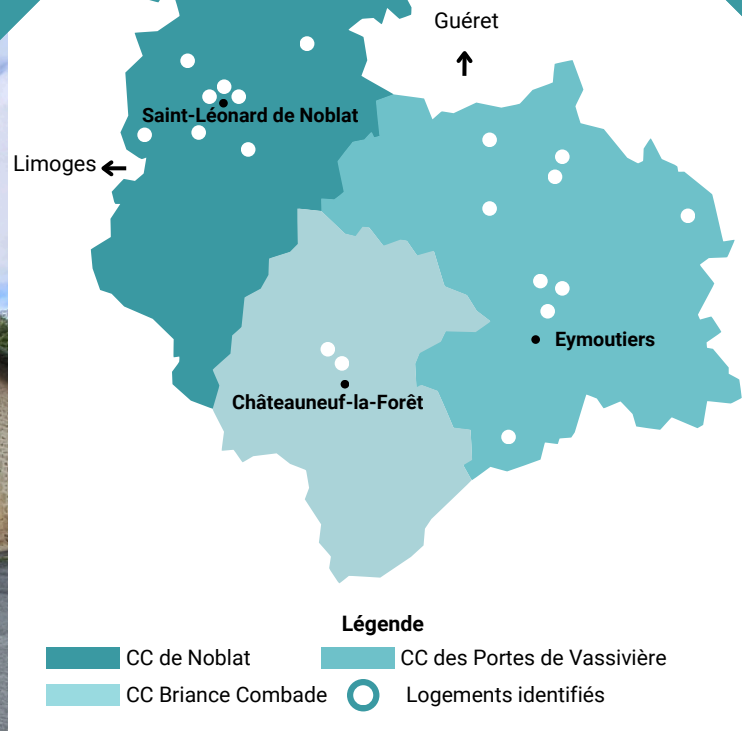 Guéret
Saint-Léonard de Noblat
Limoges
Eymoutiers
Châteauneuf-la-Forêt
Légende
CC de Noblat
CC des Portes de Vassivière
CC Briance Combade
Logements identifiés